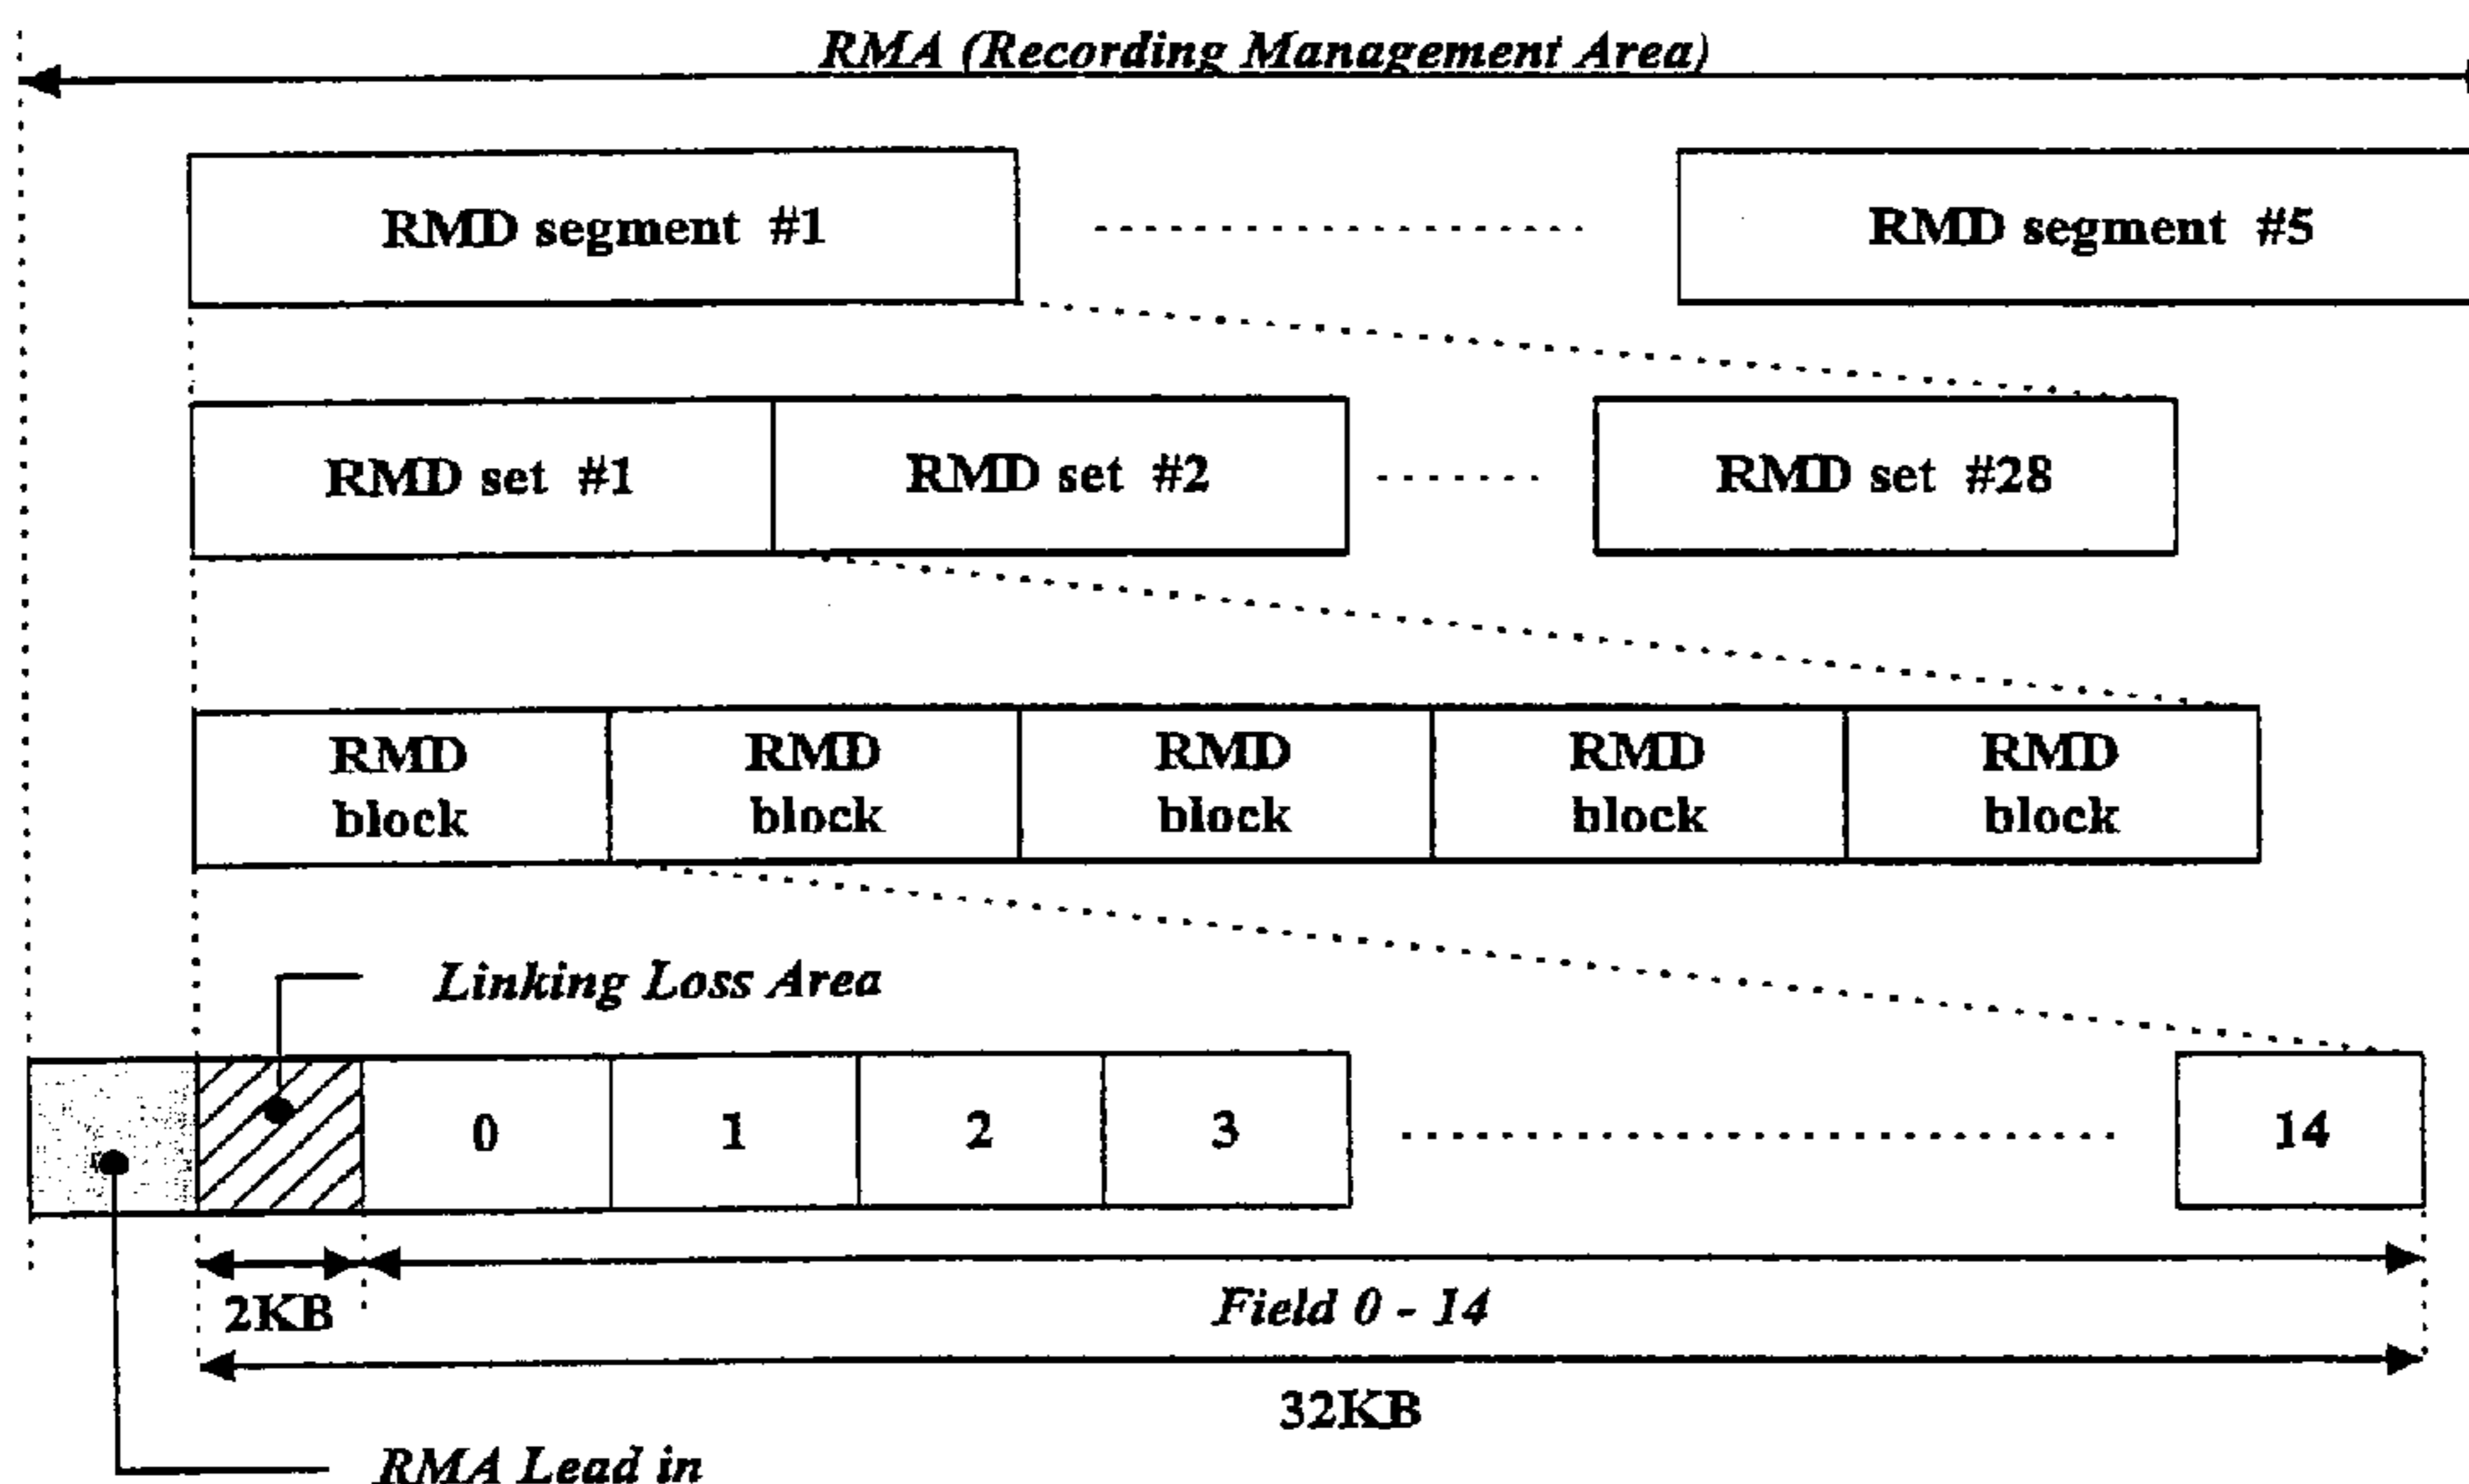 RMA (Recording Management Area)
RMD segment #1
RMD segment #5
RMD set #1
RMD set #2
RMD set #28
RMD block
RMD block
RMD block
RMD block
RMD block
Linking Loss Area
0
1
2
3
14
2KB
Field 0 - 14
32KB
RMA Lead in